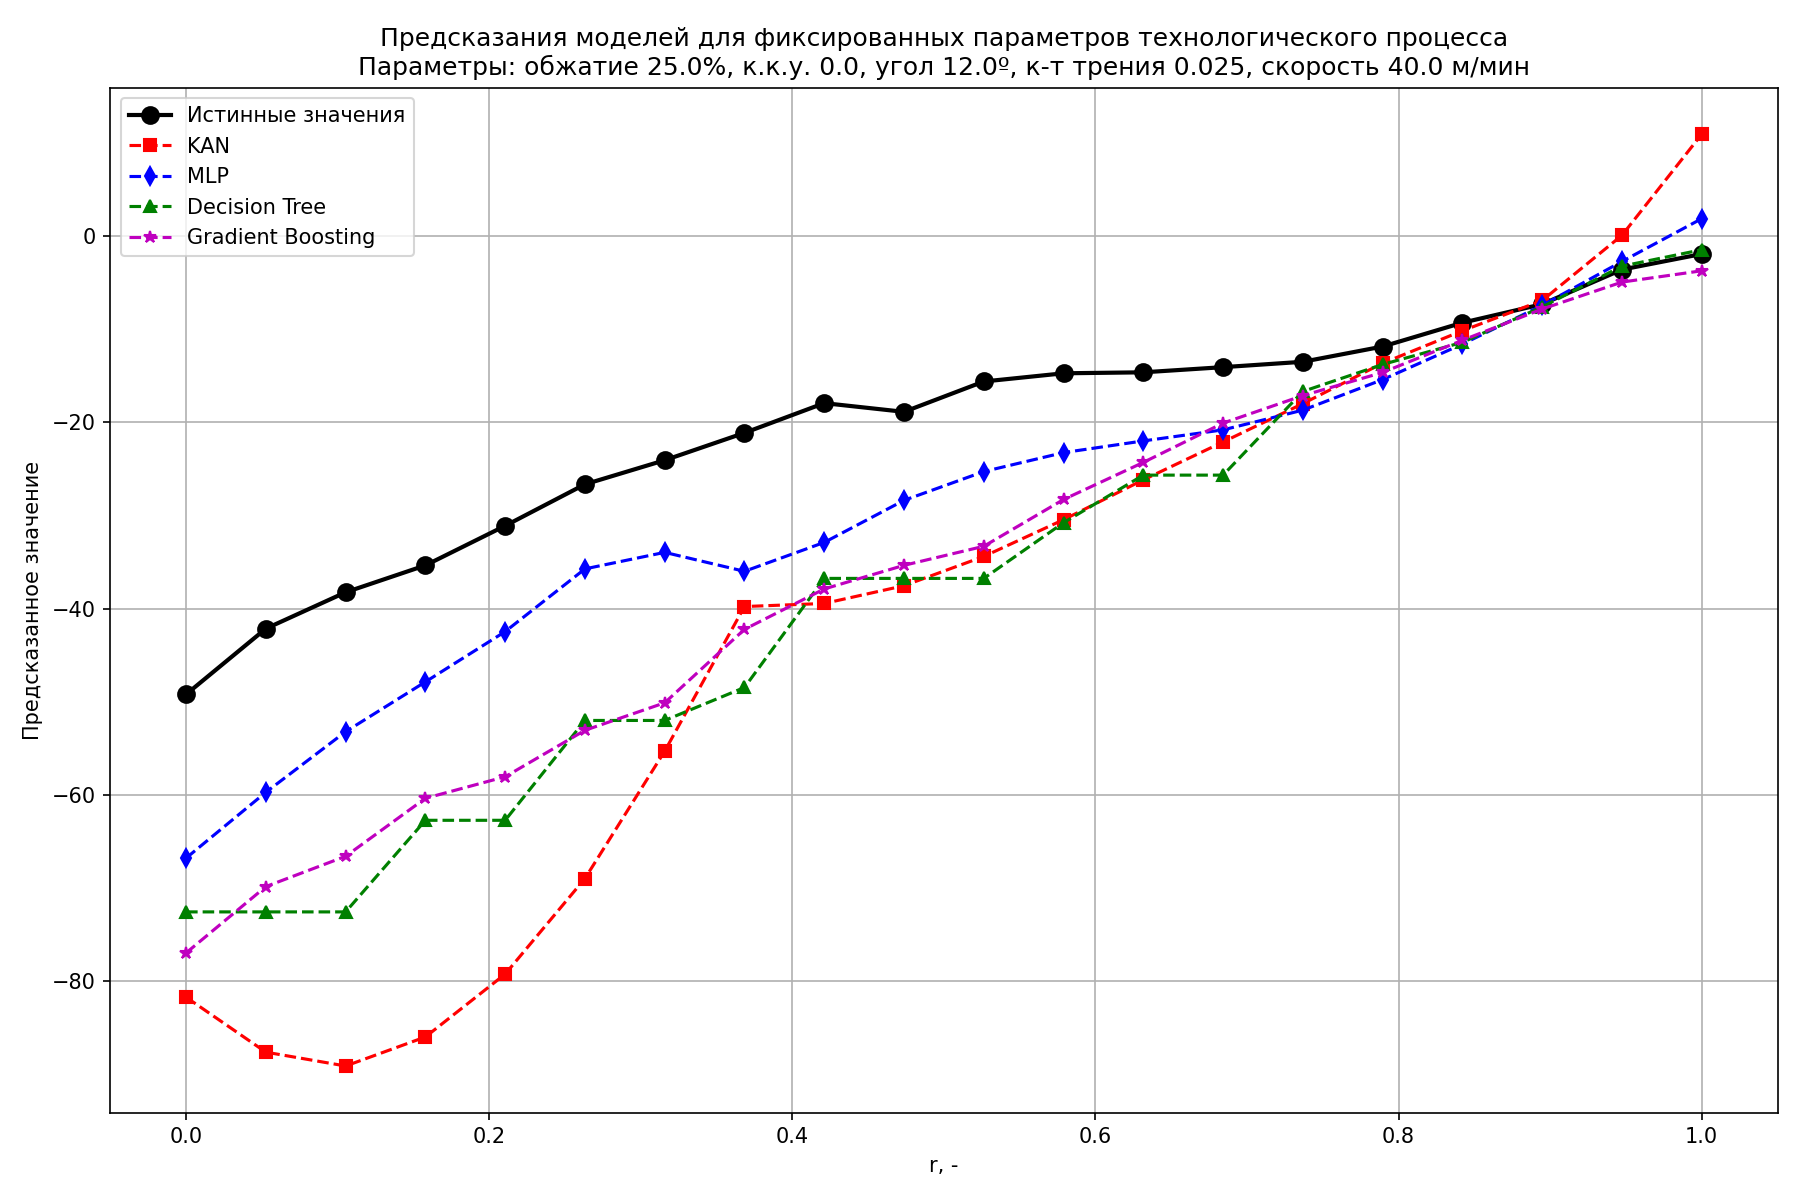 Предсказания моделей для фиксированных параметров технологического процесса
Параметры: обжатие 25.0%, к.к.у. 0.0, угол 12.0º, к-т трения 0.025, скорость 40.0 м/мин
Истинные значения
KAN
MLP
Decision Tree
Gradient Boosting
Предсказанное значение
0
−20
−40
−60
−80
0.0
0.2
0.4
0.6
0.8
1.0
r, -